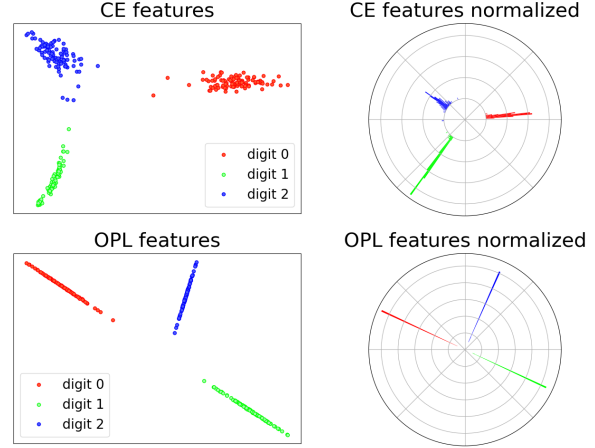 CE features
CE features normalized
digit 0
digit 1
digit 2
OPL features
OPL features normalized
digit 0
digit 1
digit 2